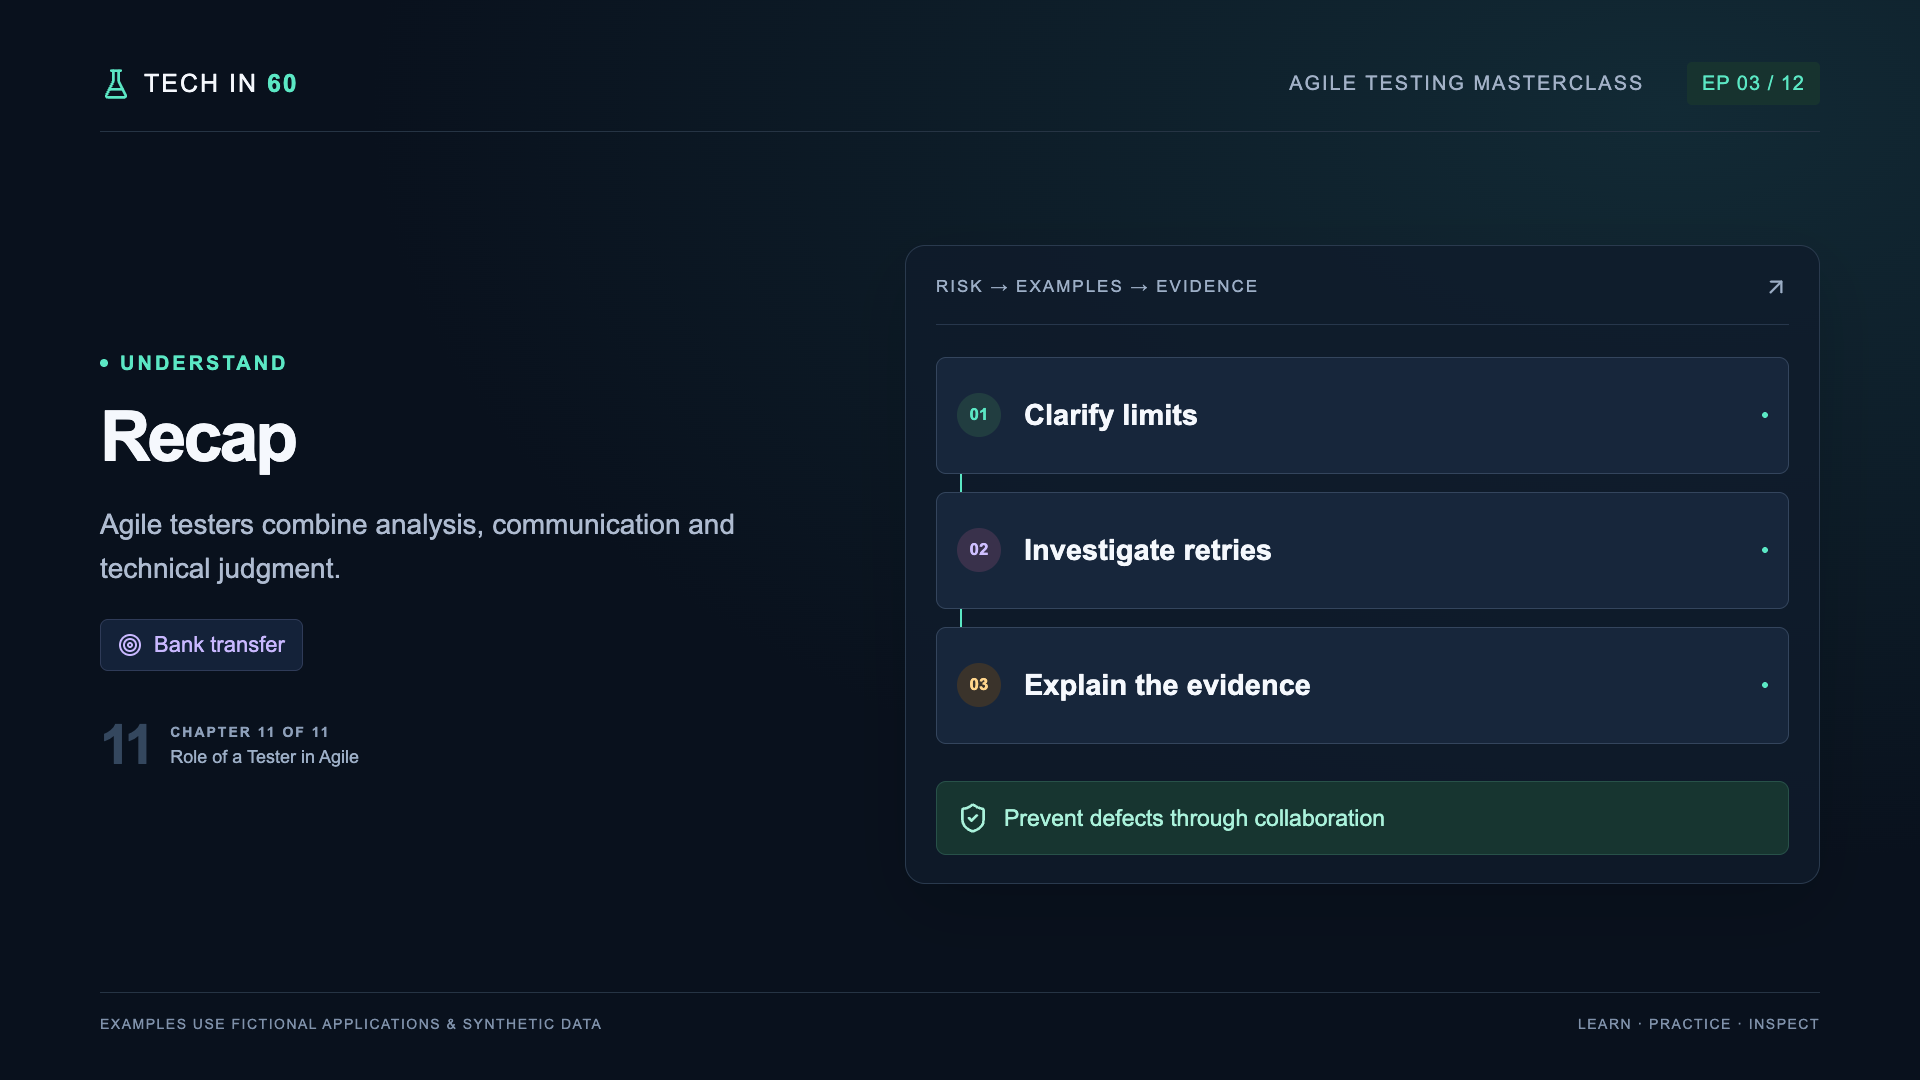 TECH IN 60
AGILE TESTING MASTERCLASS
EP 03 / 12
UNDERSTAND
Recap
Agile testers combine analysis, communication and
technical judgment.
Bank transfer
11
CHAPTER 11 OF 11
Role of a Tester in Agile
RISK → EXAMPLES → EVIDENCE
01
Clarify limits
02
Investigate retries
03
Explain the evidence
Prevent defects through collaboration
EXAMPLES USE FICTIONAL APPLICATIONS & SYNTHETIC DATA
LEARN · PRACTICE · INSPECT